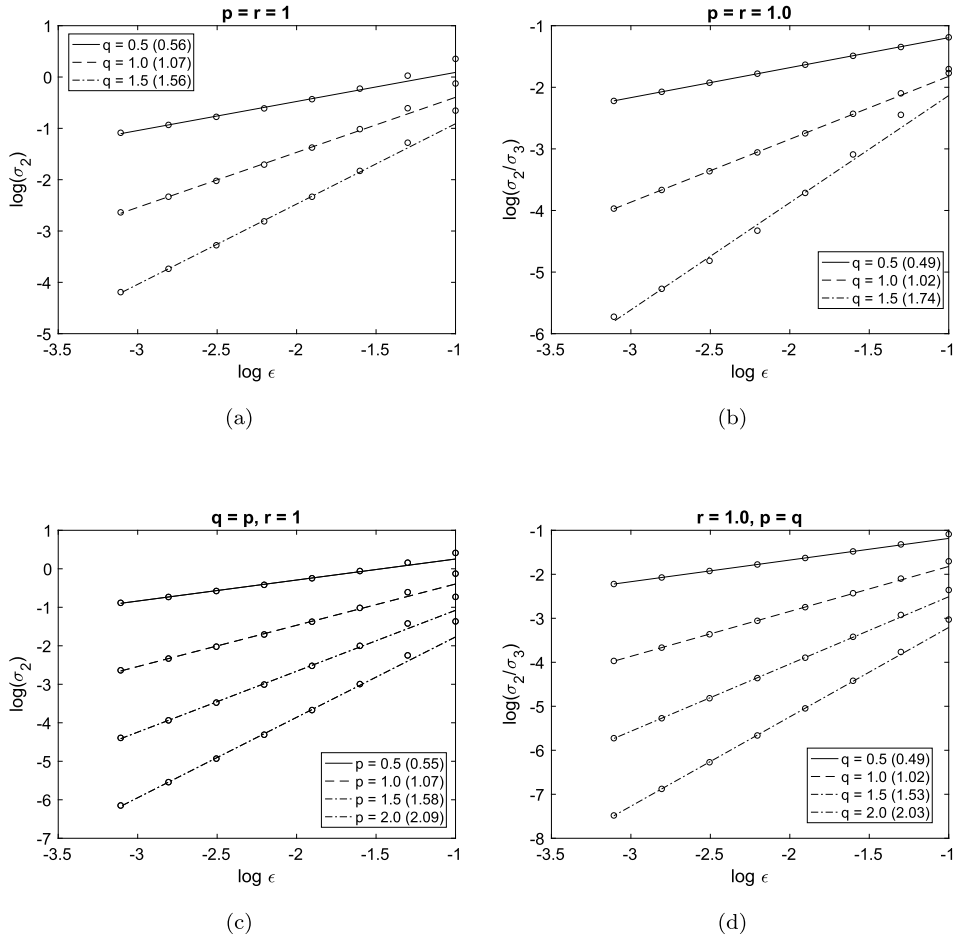 p = r = 1
1
0
-1
-2
-3
-4
-5
log(σ₂)
q = 0.5 (0.56)
q = 1.0 (1.07)
q = 1.5 (1.56)
-3.5 -3 -2.5 -2 -1.5 -1
log ϵ
(a)
p = r = 1.0
-1
-2
-3
-4
-5
-6
log(σ₂/σ₃)
q = 0.5 (0.49)
q = 1.0 (1.02)
q = 1.5 (1.74)
-3.5 -3 -2.5 -2 -1.5 -1
log ϵ
(b)
q = p, r = 1
1
0
-1
-2
-3
-4
-5
-6
-7
log(σ₂)
p = 0.5 (0.55)
p = 1.0 (1.07)
p = 1.5 (1.58)
p = 2.0 (2.09)
-3.5 -3 -2.5 -2 -1.5 -1
log ϵ
(c)
r = 1.0, p = q
-1
-2
-3
-4
-5
-6
-7
-8
log(σ₂/σ₃)
q = 0.5 (0.49)
q = 1.0 (1.02)
q = 1.5 (1.53)
q = 2.0 (2.03)
-3.5 -3 -2.5 -2 -1.5 -1
log ϵ
(d)